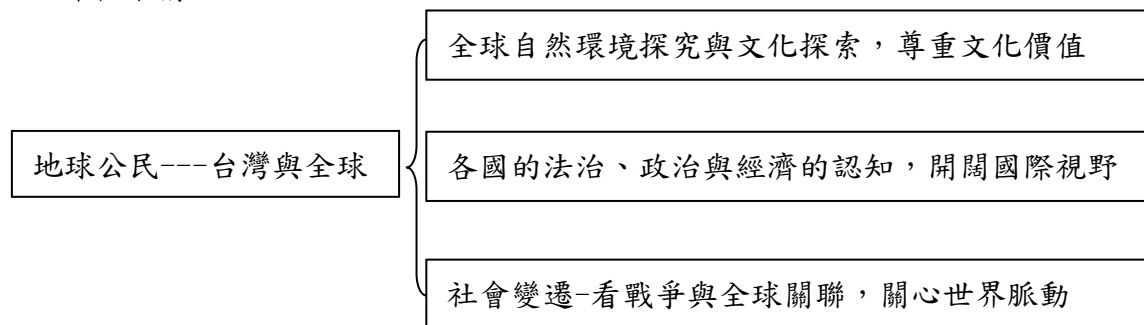 全球自然環境探究與文化探索，尊重文化價值
地球公民---台灣與全球
各國的法治、政治與經濟的認知，開闊國際視野
社會變遷-看戰爭與全球關聯，關心世界脈動